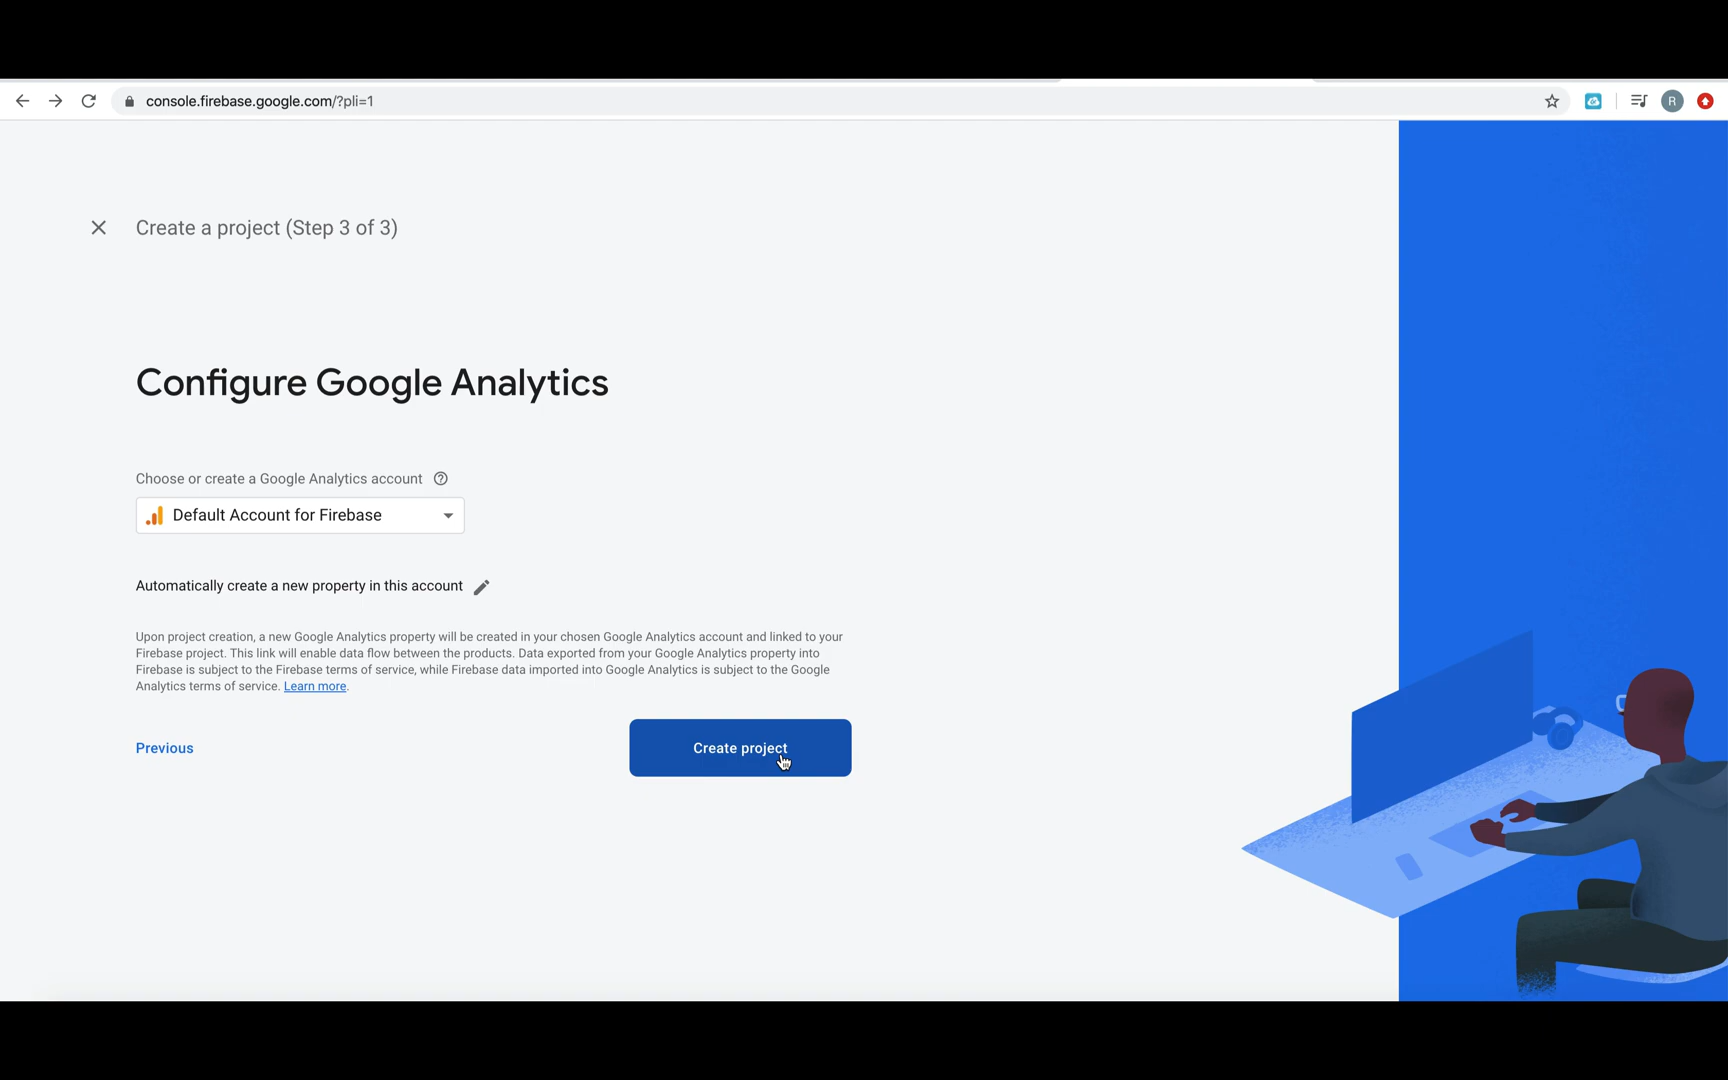 console.firebase.google.com/?pli=1
R
Create a project (Step 3 of 3)
Configure Google Analytics
Choose or create a Google Analytics account
Default Account for Firebase
Automatically create a new property in this account
Upon project creation, a new Google Analytics property will be created in your chosen Google Analytics account and linked to your
Firebase project. This link will enable data flow between the products. Data exported from your Google Analytics property into
Firebase is subject to the Firebase terms of service, while Firebase data imported into Google Analytics is subject to the Google
Analytics terms of service. Learn more.
Previous
Create project